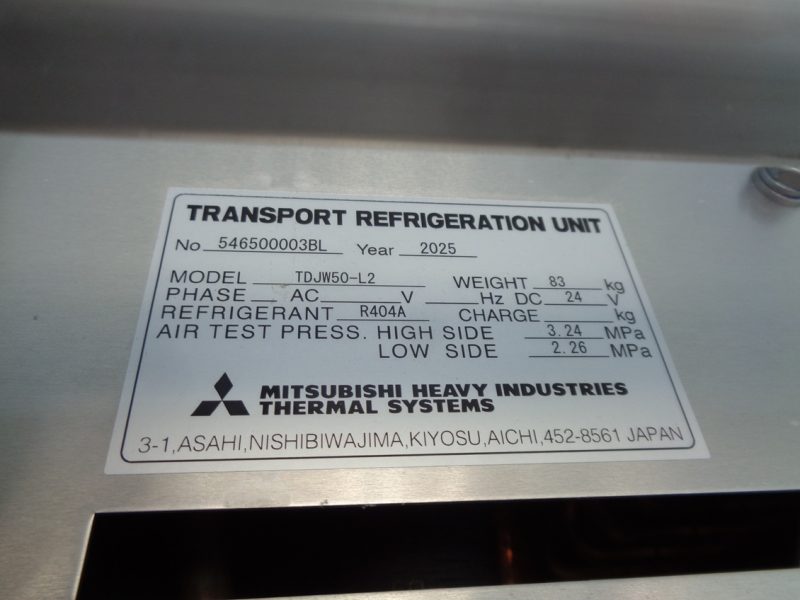 TRANSPORT REFRIGERATION UNIT
No 546500003BL Year 2025
MODEL TDJW50-L2 WEIGHT 83 kg
PHASE AC V Hz DC 24 V
REFRIGERANT R404A CHARGE kg
AIR TEST PRESS. HIGH SIDE 3.24 MPa
LOW SIDE 2.26 MPa
MITSUBISHI HEAVY INDUSTRIES
THERMAL SYSTEMS
3-1,ASAHI,NISHIBIWAJIMA,KIYOSU,AICHI,452-8561 JAPAN